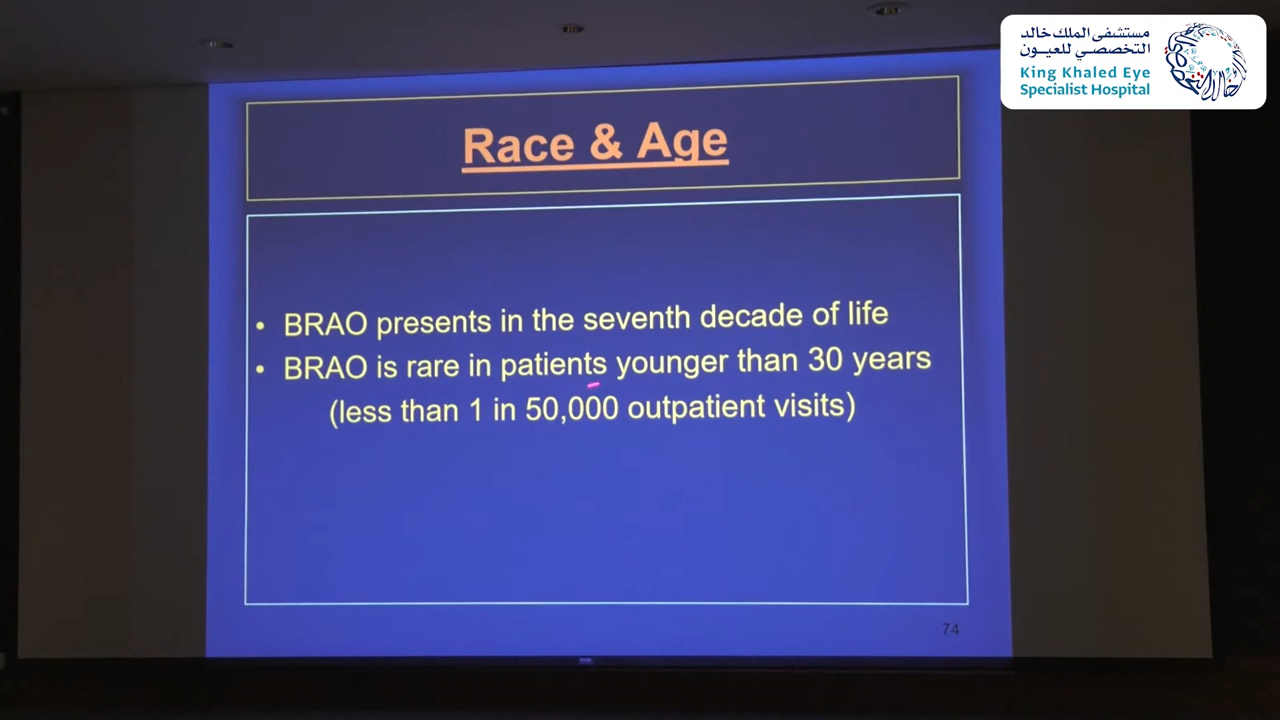 مستشفى الملك خالد
التخصصي للعيون
King Khaled Eye
Specialist Hospital
Race & Age
• BRAO presents in the seventh decade of life
• BRAO is rare in patients younger than 30 years
(less than 1 in 50,000 outpatient visits)
74